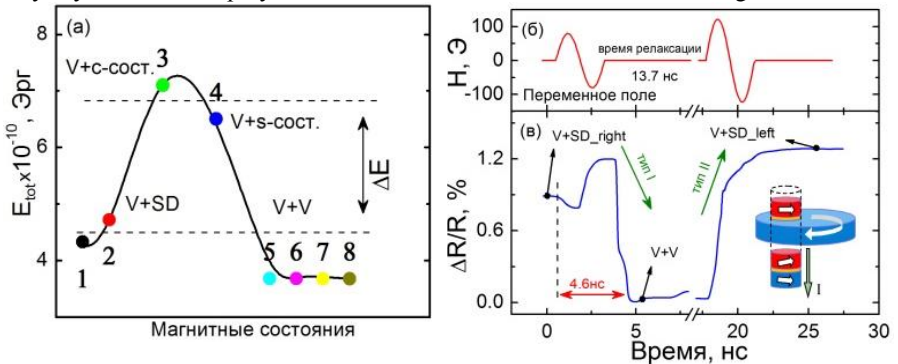 (а)
8
6
4
E_tot x10^-10, Эрг
V+c-сост.
3
4
V+s-сост.
ΔE
V+SD
V+V
1
2
5 6 7 8
Магнитные состояния
(б)
100
0
-100
H, Э
время релаксации
13.7 нс
Переменное поле
(в)
V+SD_right
V+SD_left
тип I
тип II
1.2
0.6
0.0
ΔR/R, %
V+V
4.6нс
I
0 5 20 25 30
Время, нс